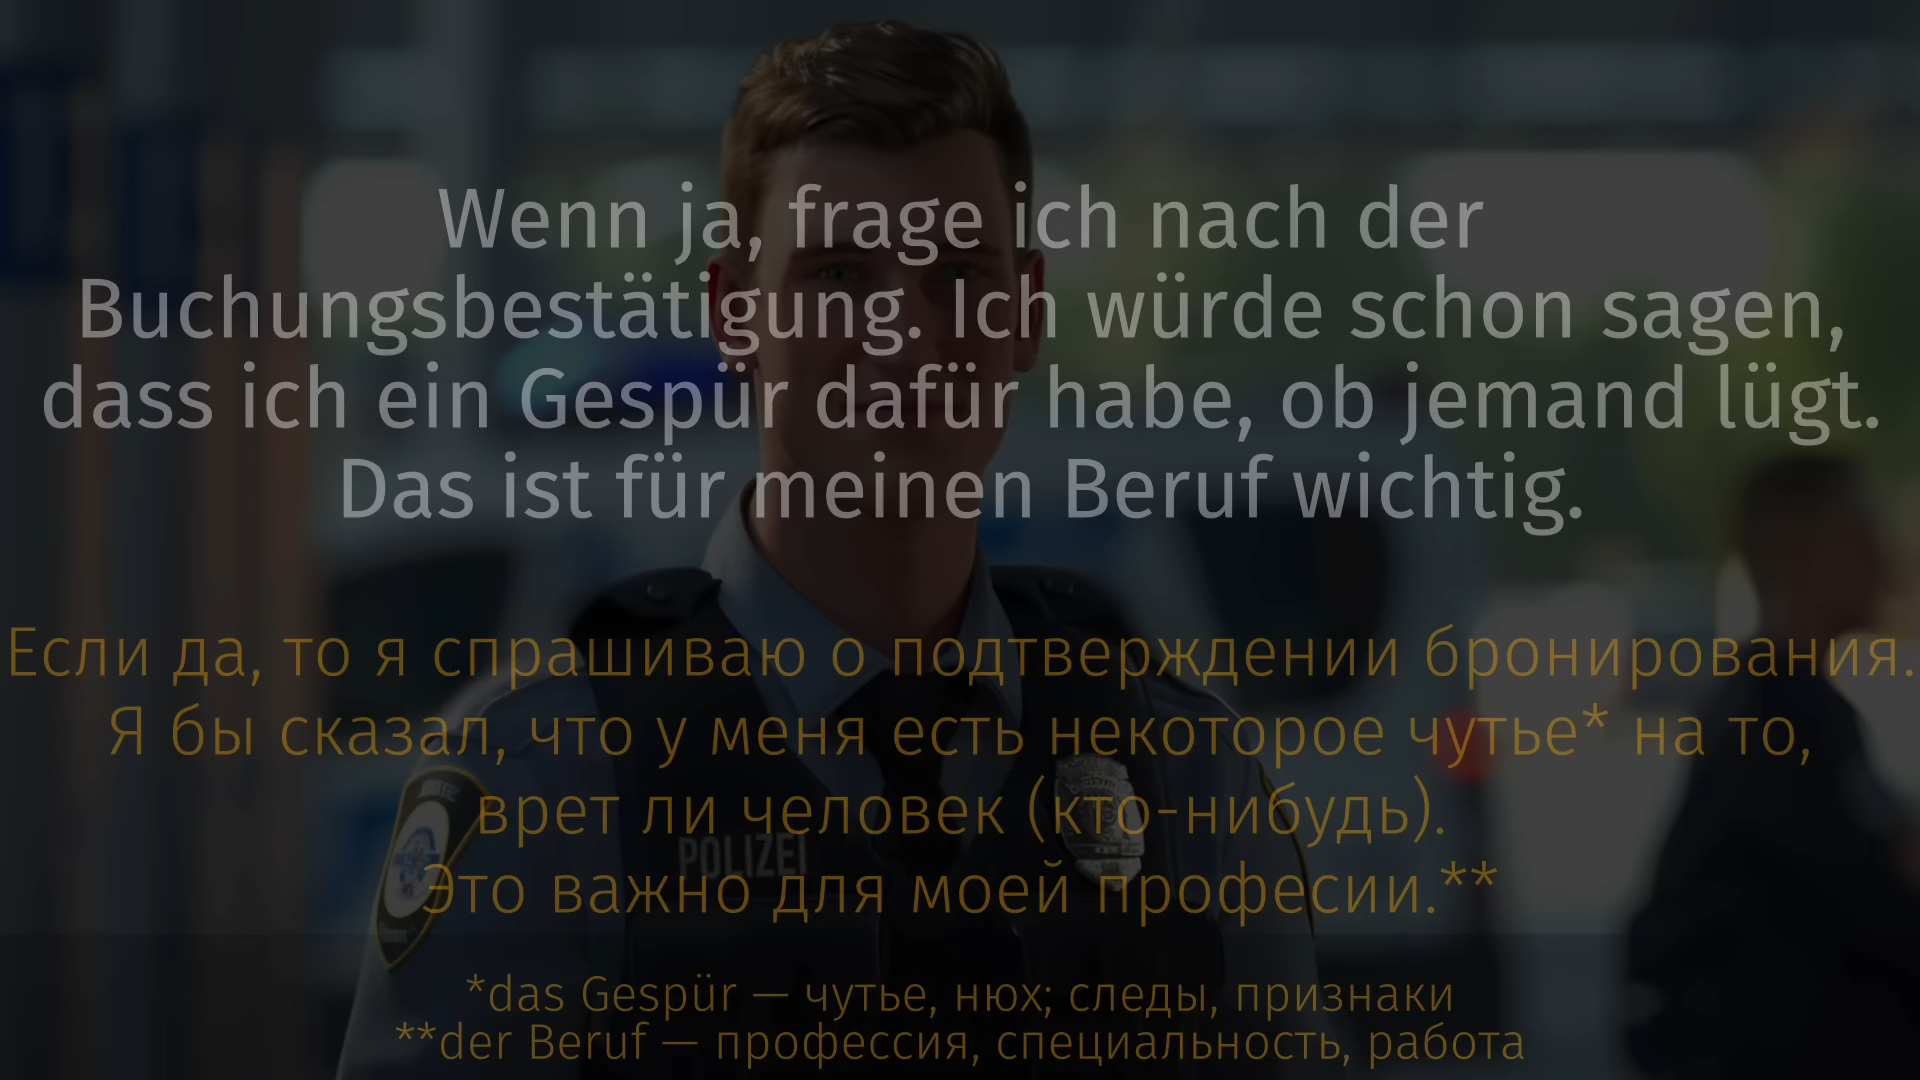 Wenn ja, frage ich nach der
Buchungsbestätigung. Ich würde schon sagen,
dass ich ein Gespür dafür habe, ob jemand lügt.
Das ist für meinen Beruf wichtig.
Если да, то я спрашиваю о подтверждении бронирования.
Я бы сказал, что у меня есть некоторое чутье* на то,
врет ли человек (кто-нибудь).
POLIZEI
Это важно для моей професии.**
*das Gespür — чутье, нюх; следы, признаки
**der Beruf — профессия, специальность, работа